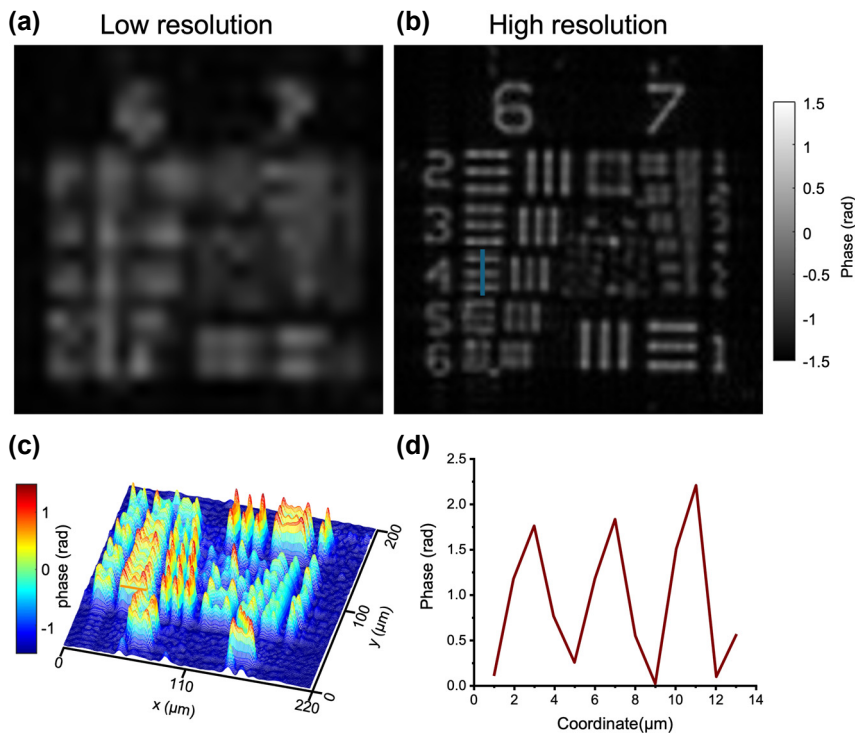 (a)
Low resolution
(b)
High resolution
6 7
6 7
2
3
4
5
6
1
1.5
1
0.5
0
−0.5
−1
−1.5
Phase (rad)
(c)
1
0
-1
phase (rad)
0
110
220
x (μm)
0
100
200
y (μm)
(d)
2.5
2.0
1.5
1.0
0.5
0.0
Phase (rad)
0 2 4 6 8 10 12 14
Coordinate(μm)